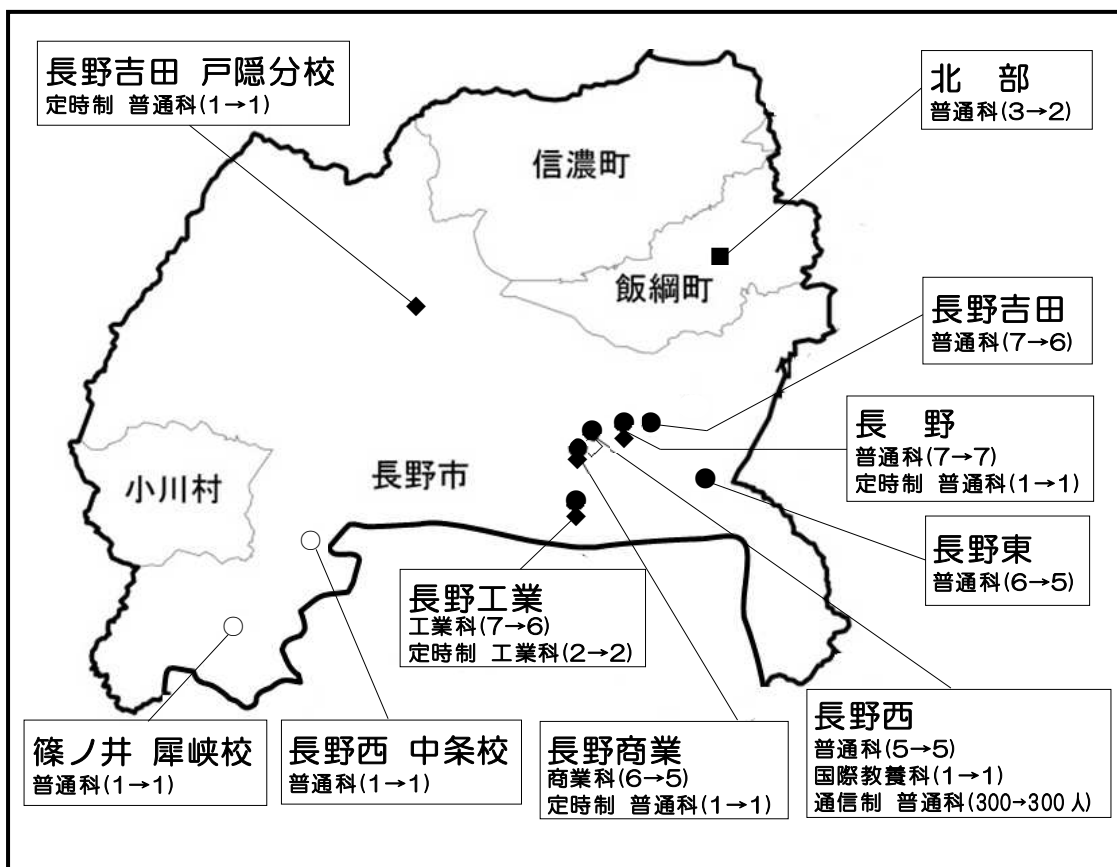 長野吉田 戸隠分校
定時制 普通科(1→1)
北 部
普通科(3→2)
信濃町
飯綱町
長野吉田
普通科(7→6)
長 野
普通科(7→7)
定時制 普通科(1→1)
小川村
長野市
長野東
普通科(6→5)
長野工業
工業科(7→6)
定時制 工業科(2→2)
篠ノ井 犀峡校
普通科(1→1)
長野西 中条校
普通科(1→1)
長野商業
商業科(6→5)
定時制 普通科(1→1)
長野西
普通科(5→5)
国際教養科(1→1)
通信制 普通科(300→300人)